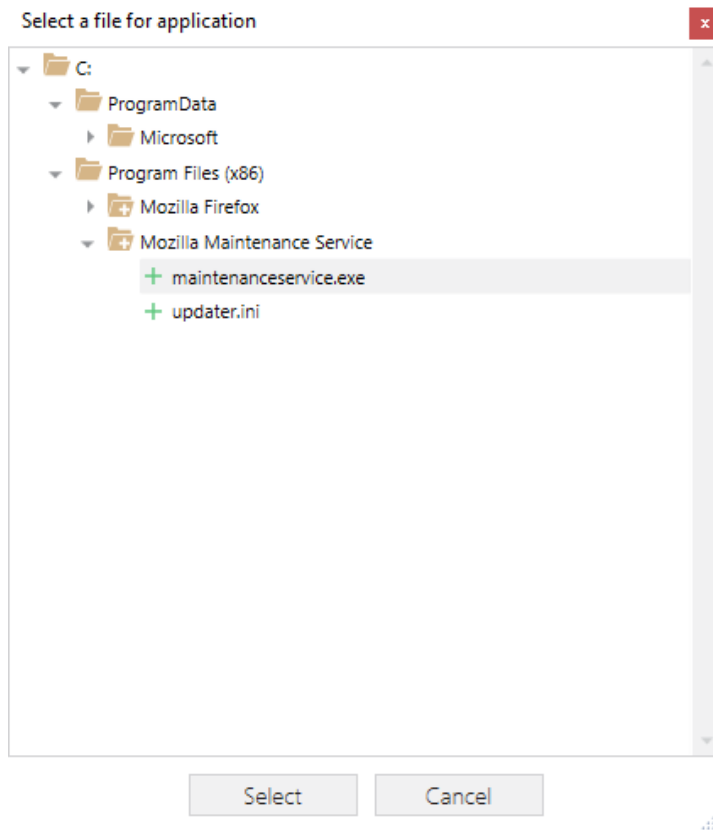 Select a file for application
x
C:
ProgramData
Microsoft
Program Files (x86)
Mozilla Firefox
Mozilla Maintenance Service
maintenanceservice.exe
updater.ini
Select
Cancel